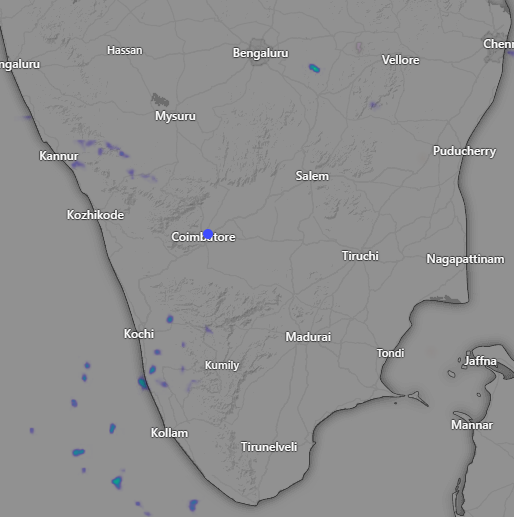 Hassan
Bengaluru
Chenn
ngaluru
Vellore
Mysuru
Kannur
Puducherry
Salem
Kozhikode
Coimbatore
Tiruchi
Nagapattinam
Kochi
Madurai
Tondi
Jaffna
Kumily
Mannar
Kollam
Tirunelveli